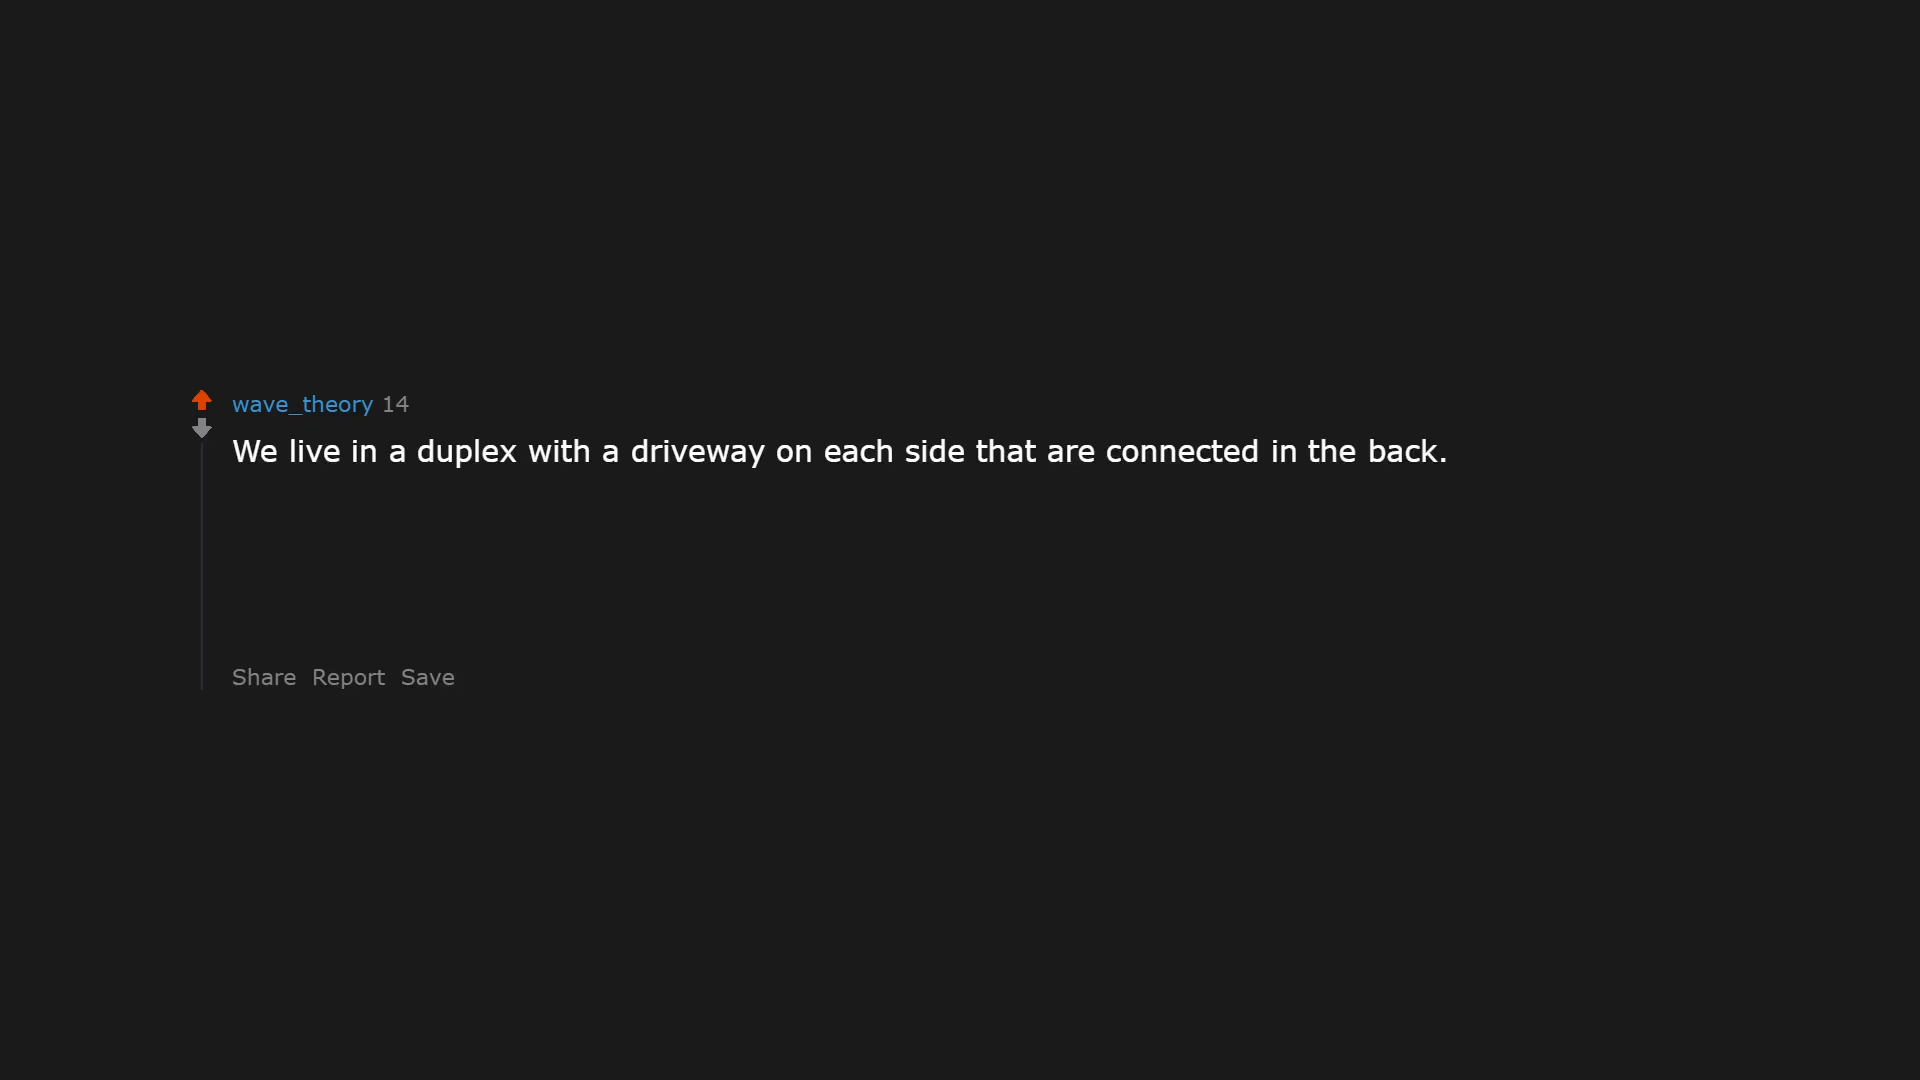 wave_theory 14
We live in a duplex with a driveway on each side that are connected in the back.
Share Report Save